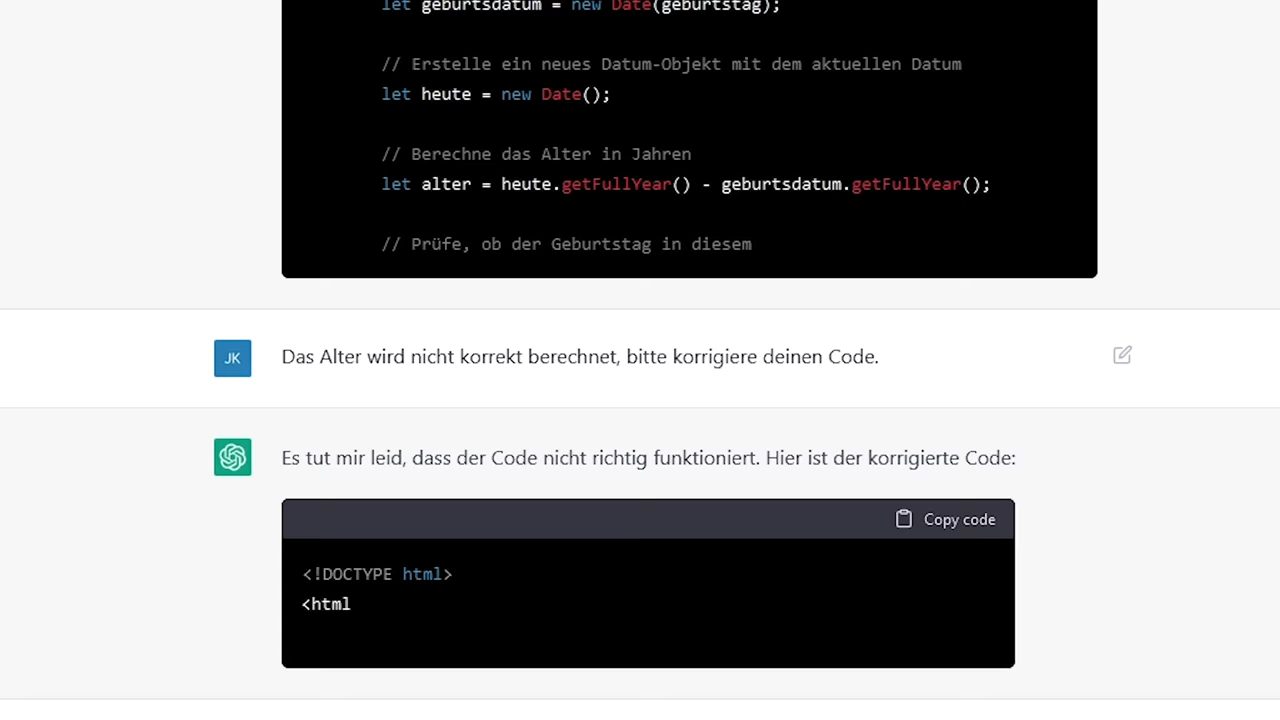 let geburtsdatum = new Date(geburtstag);
// Erstelle ein neues Datum-Objekt mit dem aktuellen Datum
let heute = new Date();
// Berechne das Alter in Jahren
let alter = heute.getFullYear() - geburtsdatum.getFullYear();
// Prüfe, ob der Geburtstag in diesem
JK
Das Alter wird nicht korrekt berechnet, bitte korrigiere deinen Code.
Es tut mir leid, dass der Code nicht richtig funktioniert. Hier ist der korrigierte Code:
Copy code
<!DOCTYPE html>
<html